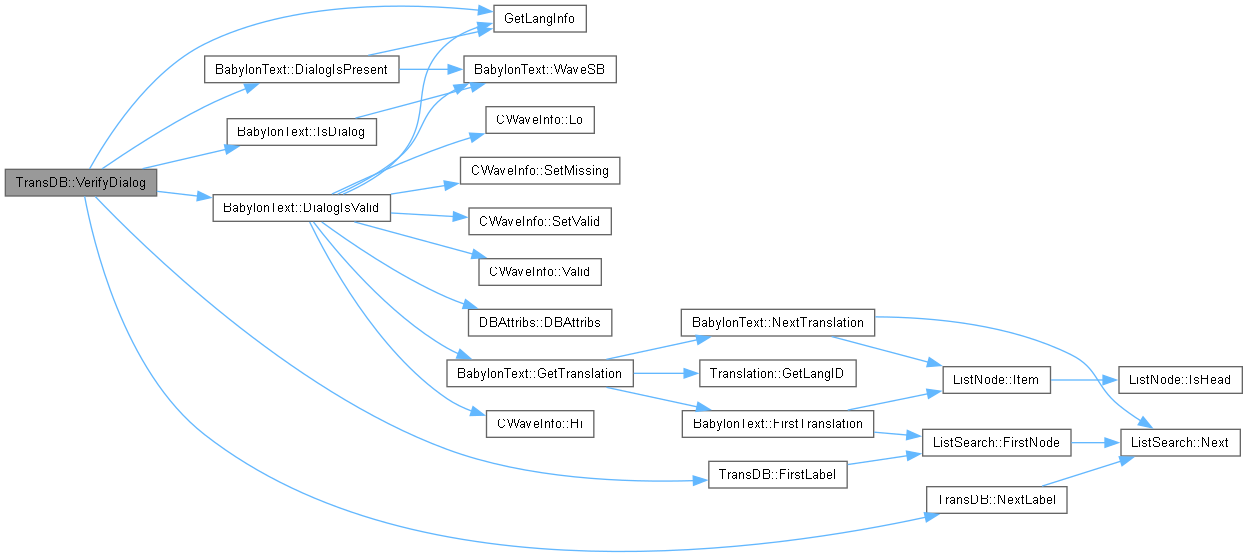 GetLangInfo
BabylonText::DialogIsPresent
BabylonText::WaveSB
CWaveInfo::Lo
BabylonText::IsDialog
CWaveInfo::SetMissing
TransDB::VerifyDialog
BabylonText::DialogIsValid
CWaveInfo::SetValid
CWaveInfo::Valid
DBAttribs::DBAttribs
BabylonText::NextTranslation
BabylonText::GetTranslation
Translation::GetLangID
ListNode::Item
ListNode::IsHead
CWaveInfo::Hi
BabylonText::FirstTranslation
ListSearch::FirstNode
ListSearch::Next
TransDB::FirstLabel
TransDB::NextLabel